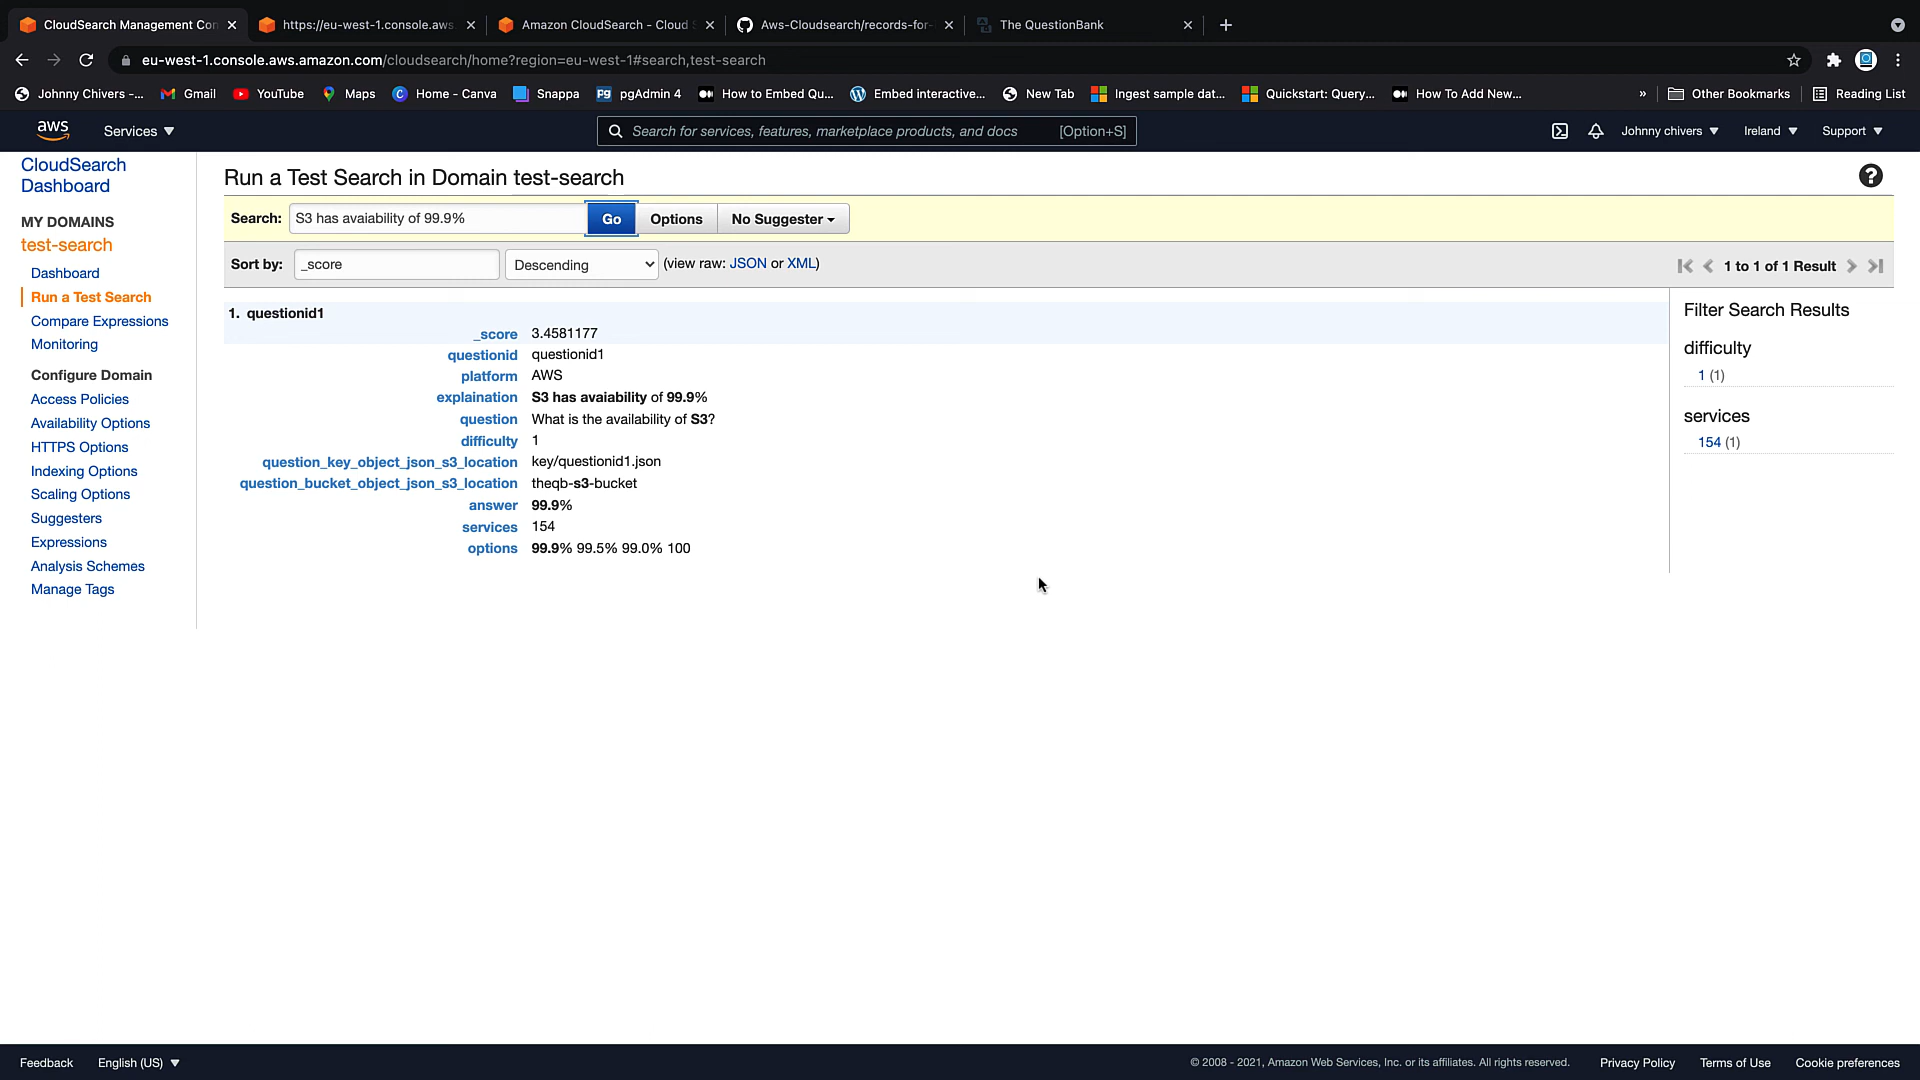 CloudSearch Management Con
https://eu-west-1.console.aws
Amazon CloudSearch - Cloud S
Aws-Cloudsearch/records-for-
The QuestionBank
eu-west-1.console.aws.amazon.com/cloudsearch/home?region=eu-west-1#search,test-search
Johnny Chivers -...
Gmail
YouTube
Maps
Home - Canva
Snappa
pgAdmin 4
How to Embed Qu...
Embed interactive...
New Tab
Ingest sample dat...
Quickstart: Query...
How To Add New...
»
Other Bookmarks
Reading List
aws
Services
Search for services, features, marketplace products, and docs
[Option+S]
Johnny chivers
Ireland
Support
CloudSearch
Dashboard
MY DOMAINS
test-search
Dashboard
Run a Test Search
Compare Expressions
Monitoring
Configure Domain
Access Policies
Availability Options
HTTPS Options
Indexing Options
Scaling Options
Suggesters
Expressions
Analysis Schemes
Manage Tags
Run a Test Search in Domain test-search
?
Search: S3 has avaiability of 99.9% Go Options No Suggester
Sort by: _score Descending (view raw: JSON or XML)
1 to 1 of 1 Result
1. questionid1
_score 3.4581177
questionid questionid1
platform AWS
explaination S3 has avaiability of 99.9%
question What is the availability of S3?
difficulty 1
question_key_object_json_s3_location key/questionid1.json
question_bucket_object_json_s3_location theqb-s3-bucket
answer 99.9%
services 154
options 99.9% 99.5% 99.0% 100
Filter Search Results
difficulty
1 (1)
services
154 (1)
Feedback
English (US)
© 2008 - 2021, Amazon Web Services, Inc. or its affiliates. All rights reserved.
Privacy Policy
Terms of Use
Cookie preferences